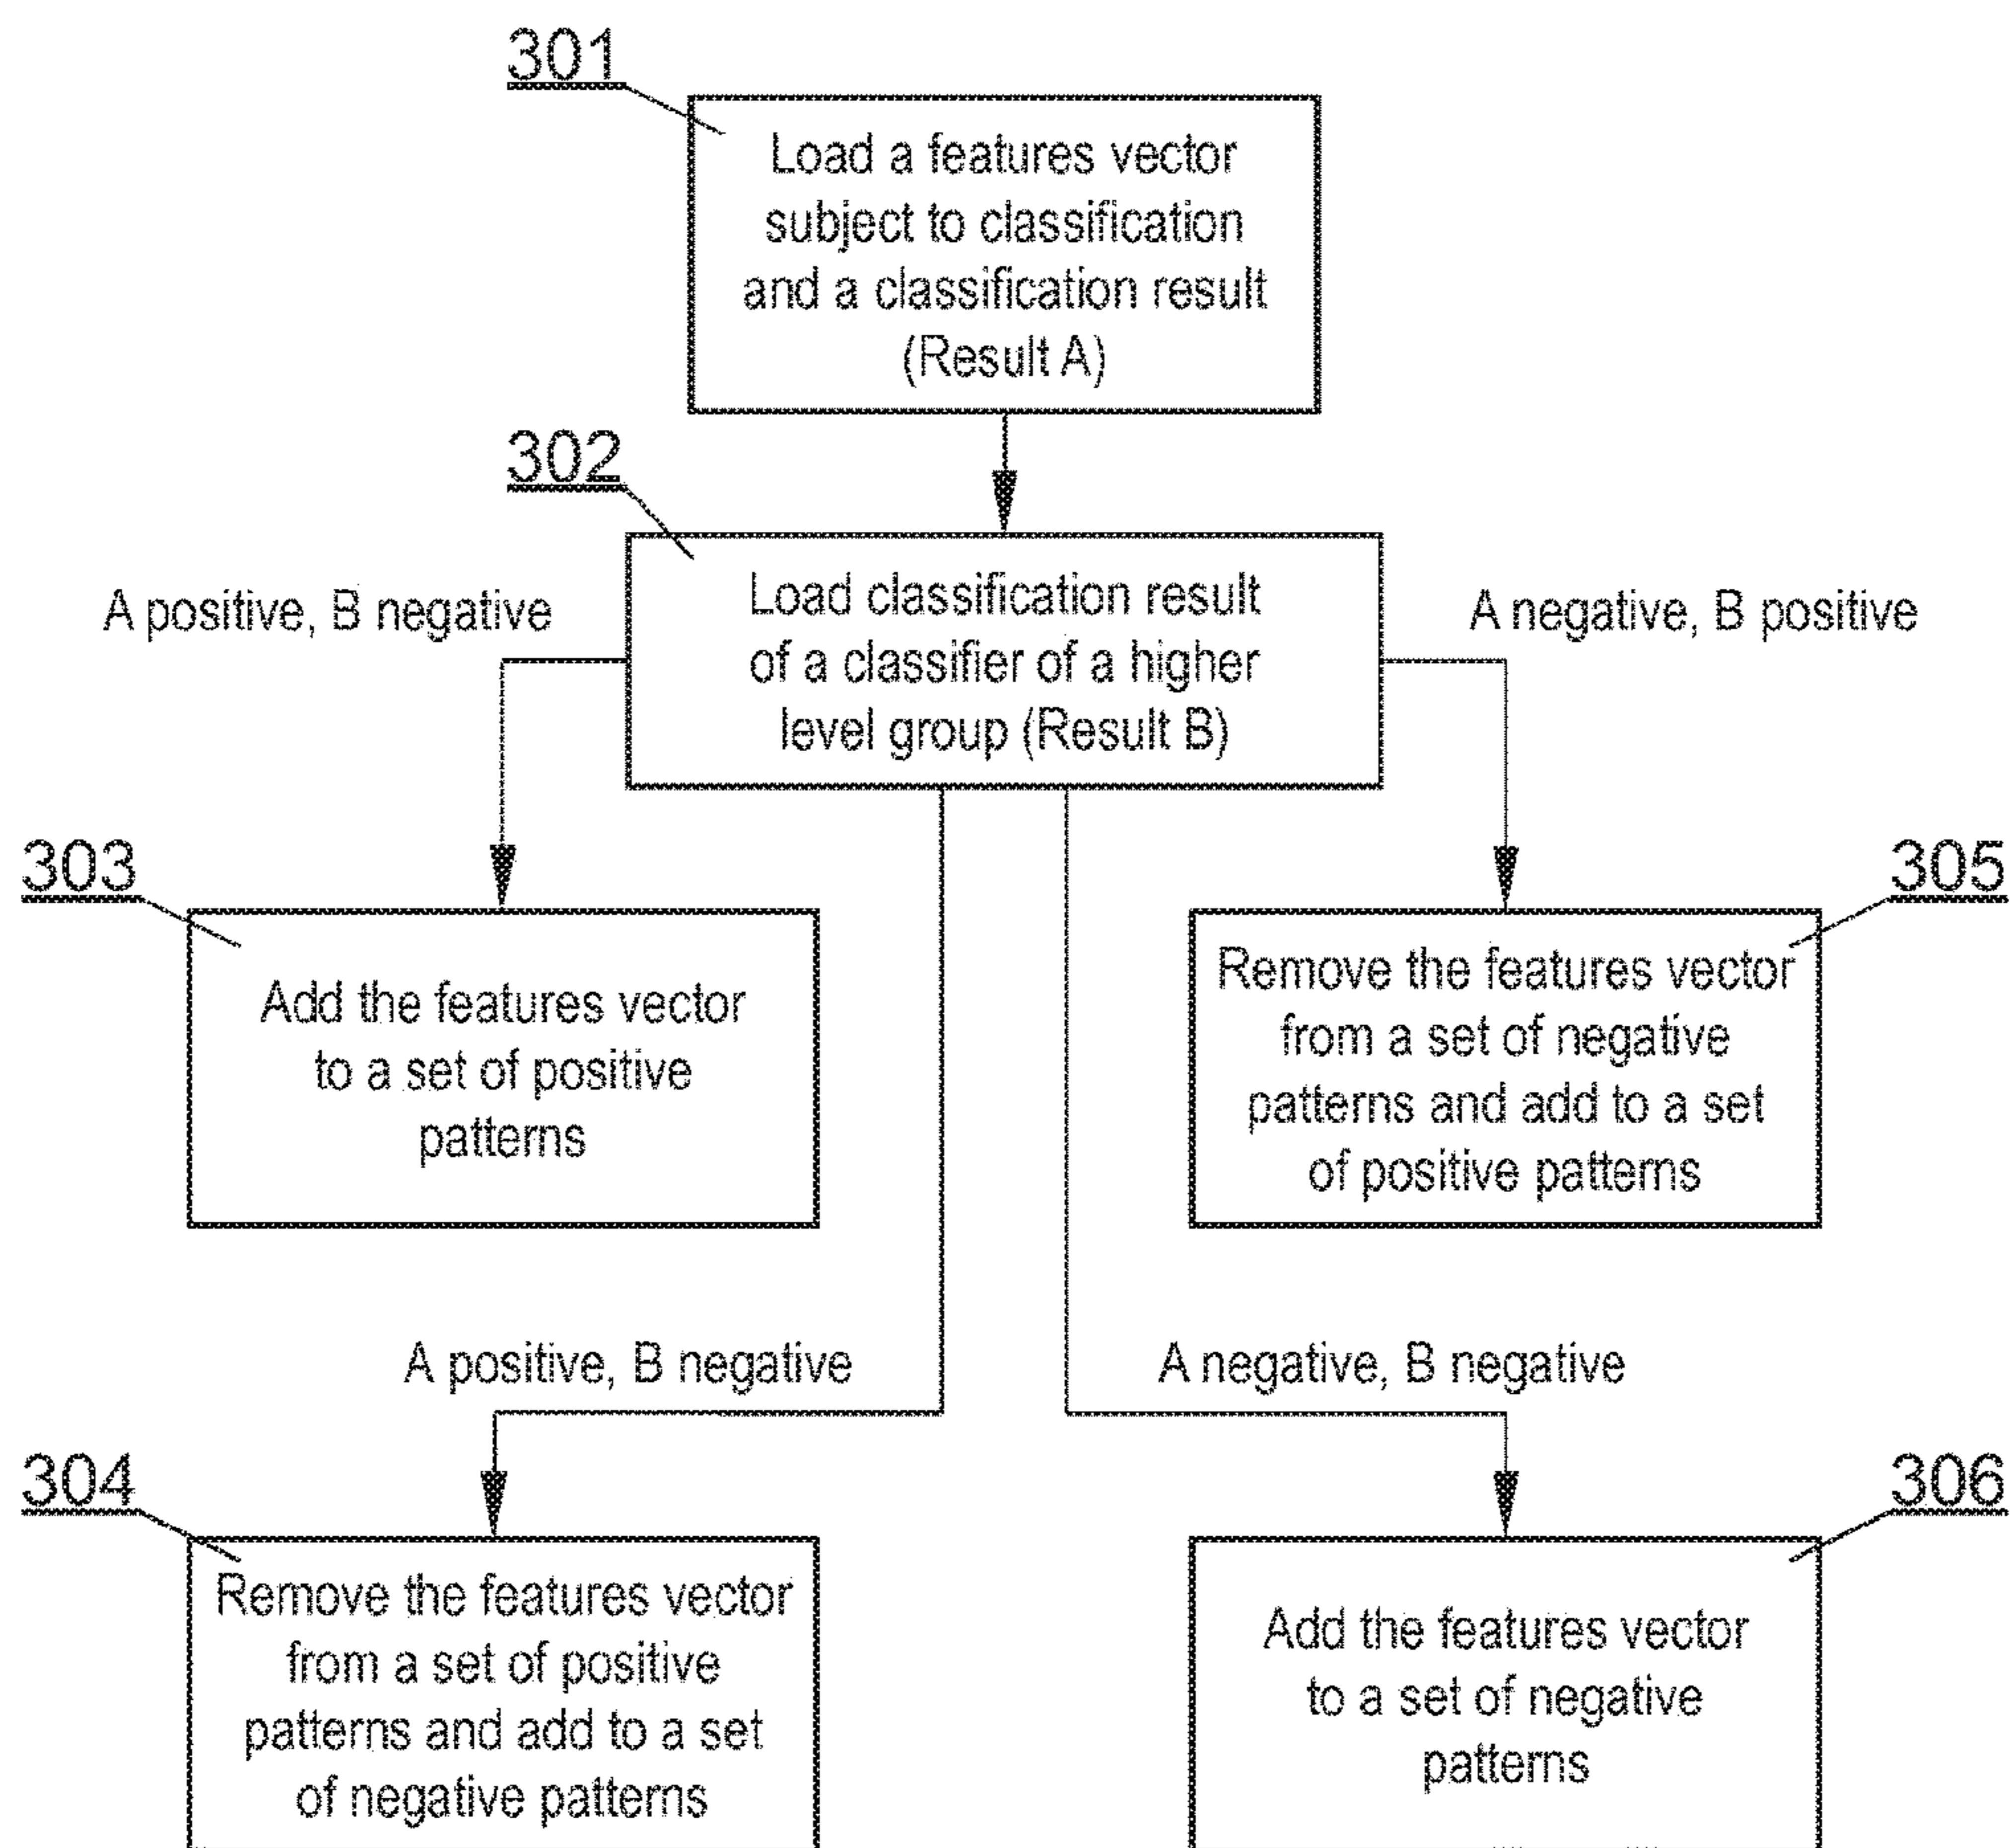 301
Load a features vector
subject to classification
and a classification result
(Result A)
302
Load classification result
of a classifier of a higher
level group (Result B)
A positive, B negative
A negative, B positive
303
Add the features vector
to a set of positive
patterns
305
Remove the features vector
from a set of negative
patterns and add to a set
of positive patterns
A positive, B negative
A negative, B negative
304
Remove the features vector
from a set of positive
patterns and add to a set
of negative patterns
306
Add the features vector
to a set of negative
patterns